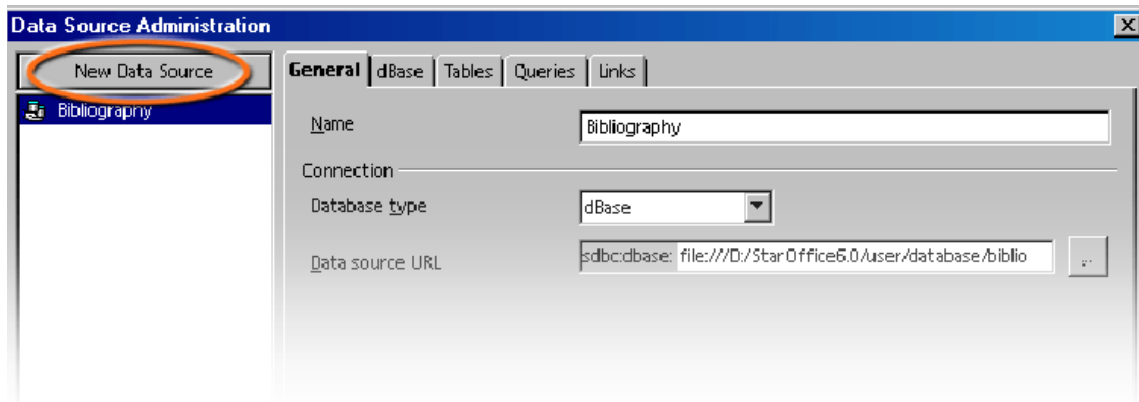 Data Source Administration
New Data Source
Bibliography
General dBase Tables Queries Links
Name Bibliography
Connection
Database type dBase
Data source URL sdbc:dbase: file:///D:/StarOffice6.0/user/database/biblio ...